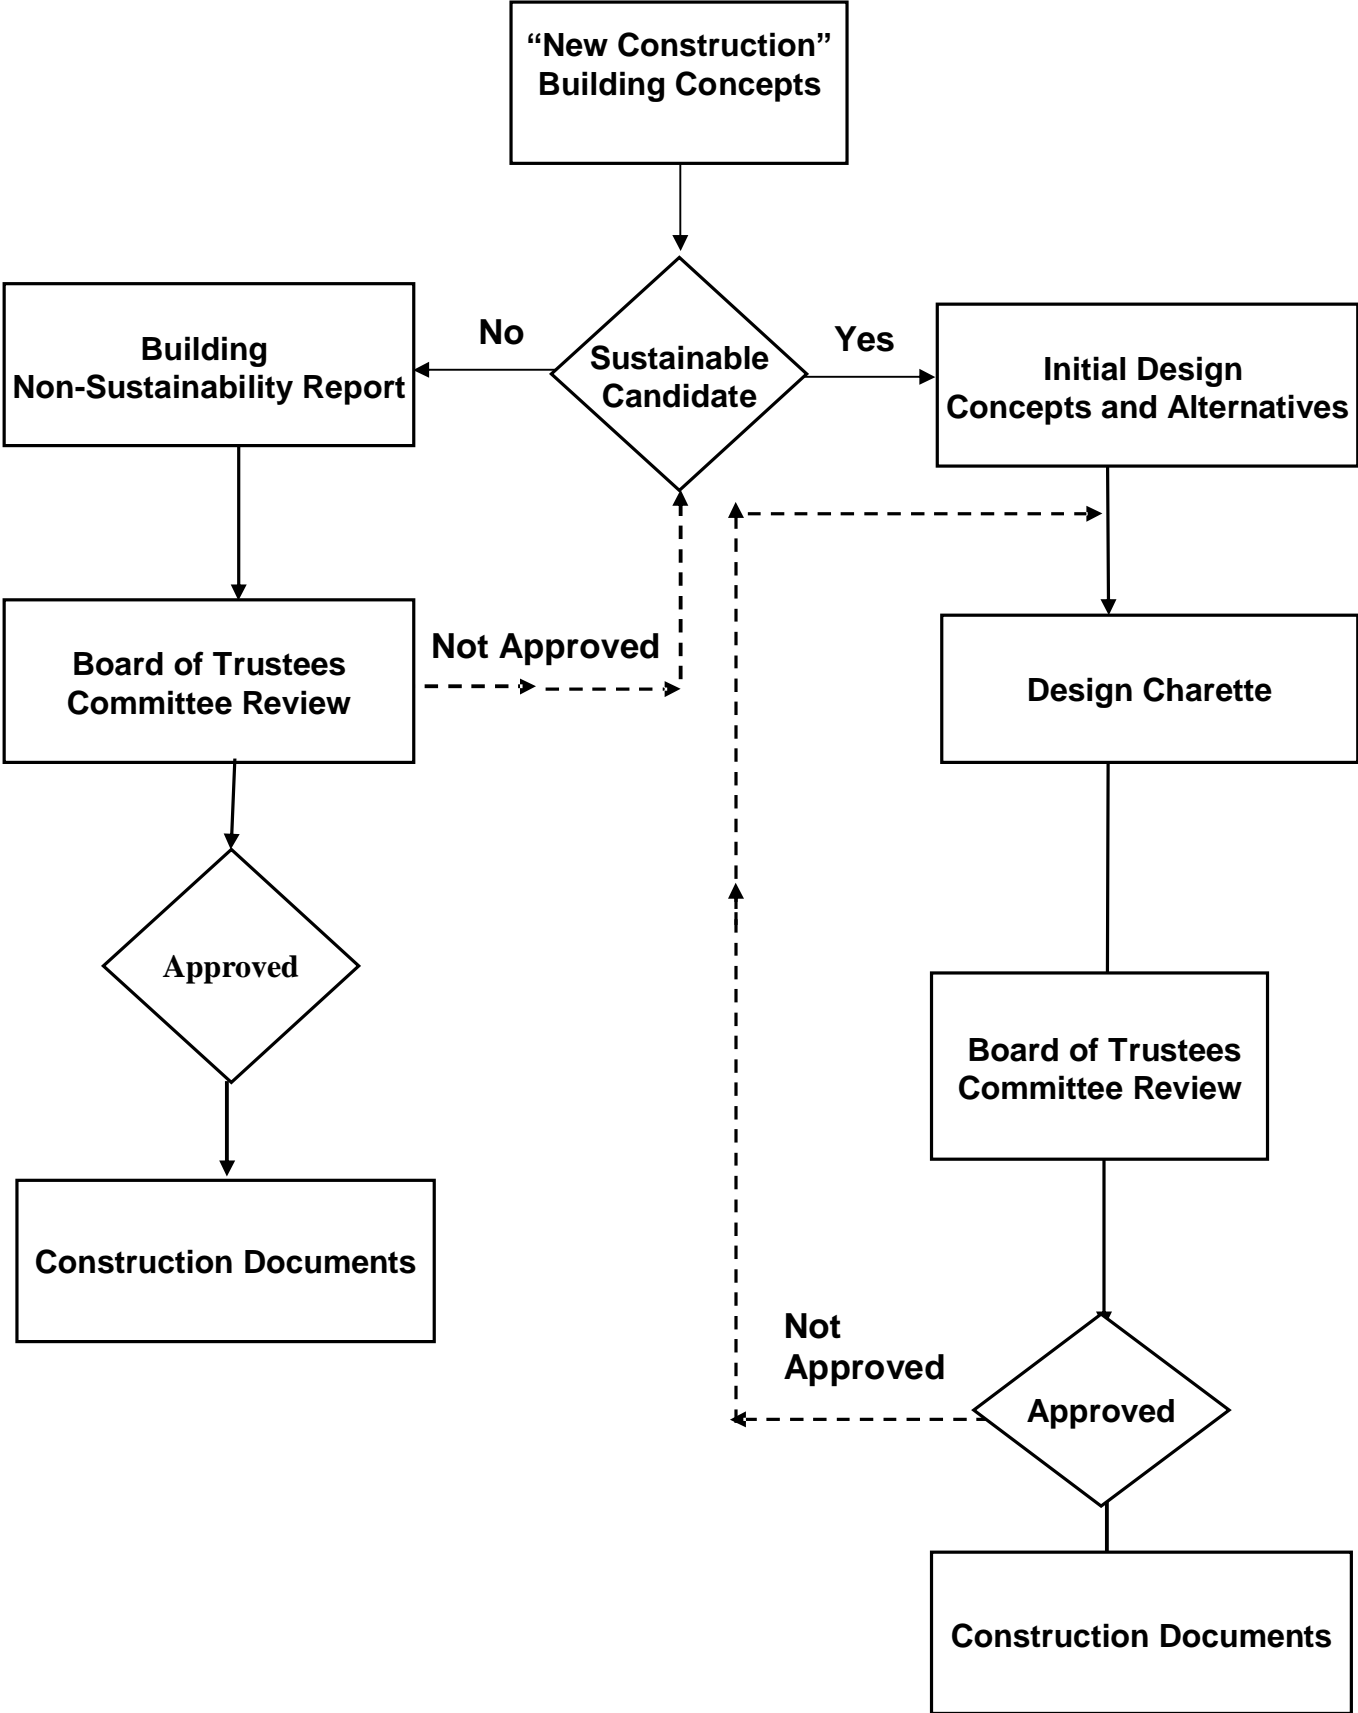 “New Construction”
Building Concepts
No
Yes
Sustainable
Candidate
Building
Non-Sustainability Report
Initial Design
Concepts and Alternatives
Board of Trustees
Committee Review
Not Approved
Design Charette
Approved
Board of Trustees
Committee Review
Construction Documents
Not
Approved
Approved
Construction Documents